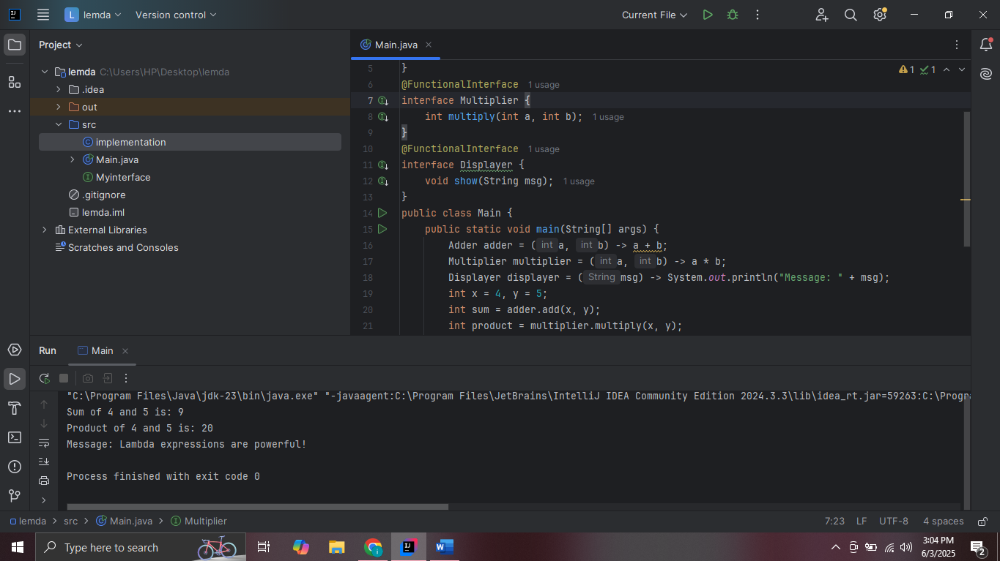 L lemda Version control Current File
Project
Main.java
lemda C:\Users\HP\Desktop\lemda
.idea
out
src
implementation
Main.java
Myinterface
.gitignore
lemda.iml
External Libraries
Scratches and Consoles
1 1
5 }
6 @FunctionalInterface 1 usage
7 interface Multiplier {
8 int multiply(int a, int b); 1 usage
9 }
10 @FunctionalInterface 1 usage
11 interface Displayer {
12 void show(String msg); 1 usage
13 }
14 public class Main {
15 public static void main(String[] args) {
16 Adder adder = ( int a, int b) -> a + b;
17 Multiplier multiplier = ( int a, int b) -> a * b;
18 Displayer displayer = ( String msg) -> System.out.println("Message: " + msg);
19 int x = 4, y = 5;
20 int sum = adder.add(x, y);
21 int product = multiplier.multiply(x, y);
Run Main
"C:\Program Files\Java\jdk-23\bin\java.exe" "-javaagent:C:\Program Files\JetBrains\IntelliJ IDEA Community Edition 2024.3.3\lib\idea_rt.jar=59263:C:\Progra
Sum of 4 and 5 is: 9
Product of 4 and 5 is: 20
Message: Lambda expressions are powerful!
Process finished with exit code 0
lemda > src > Main.java > Multiplier 7:23 LF UTF-8 4 spaces
Type here to search
3:04 PM
6/3/2025
2